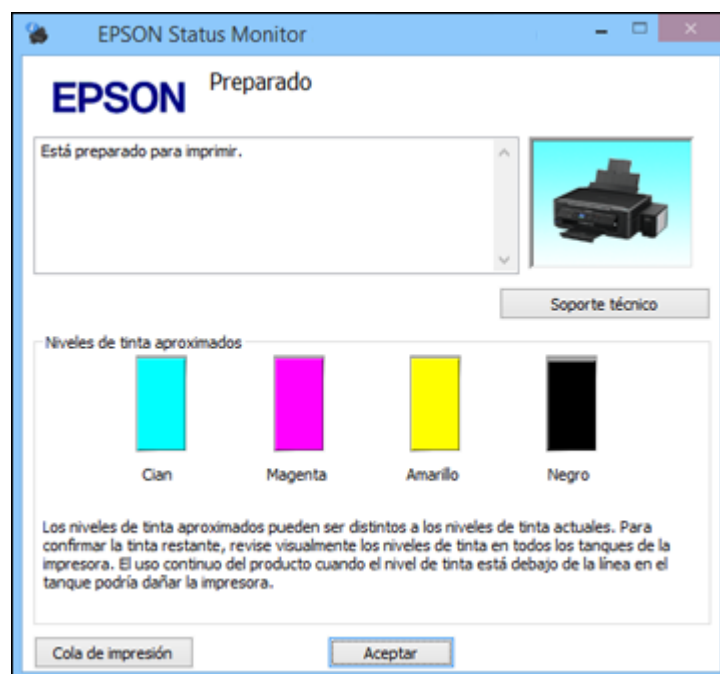 EPSON Status Monitor
EPSON
Preparado
Está preparado para imprimir.
Soporte técnico
Niveles de tinta aproximados
Cian
Magenta
Amarillo
Negro
Los niveles de tinta aproximados pueden ser distintos a los niveles de tinta actuales. Para
confirmar la tinta restante, revise visualmente los niveles de tinta en todos los tanques de la
impresora. El uso continuo del producto cuando el nivel de tinta está debajo de la línea en el
tanque podría dañar la impresora.
Cola de impresión
Aceptar